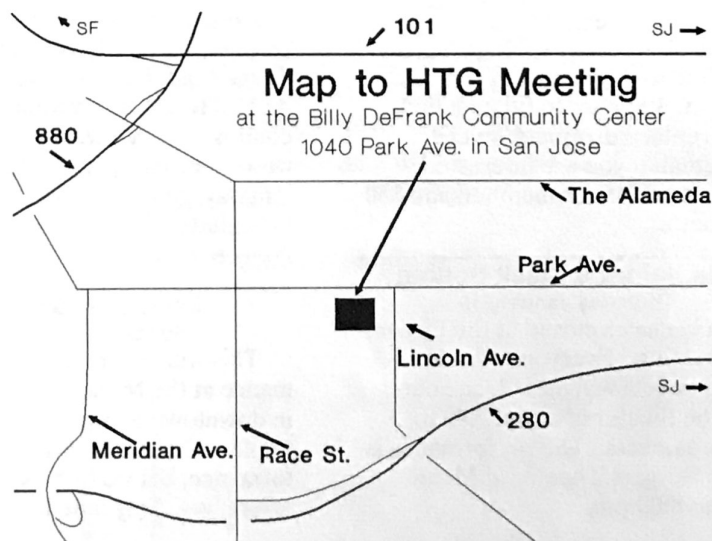 SF
101
SJ
Map to HTG Meeting
at the Billy DeFrank Community Center
1040 Park Ave. in San Jose
880
The Alameda
Park Ave.
Lincoln Ave.
SJ
280
Meridian Ave.
Race St.